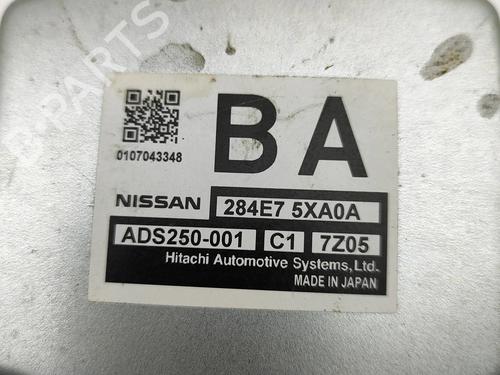 B-PARTS
BA
0107043348
NISSAN 284E7 5XA0A
ADS250-001 C1 7Z05
Hitachi Automotive Systems, Ltd.
MADE IN JAPAN